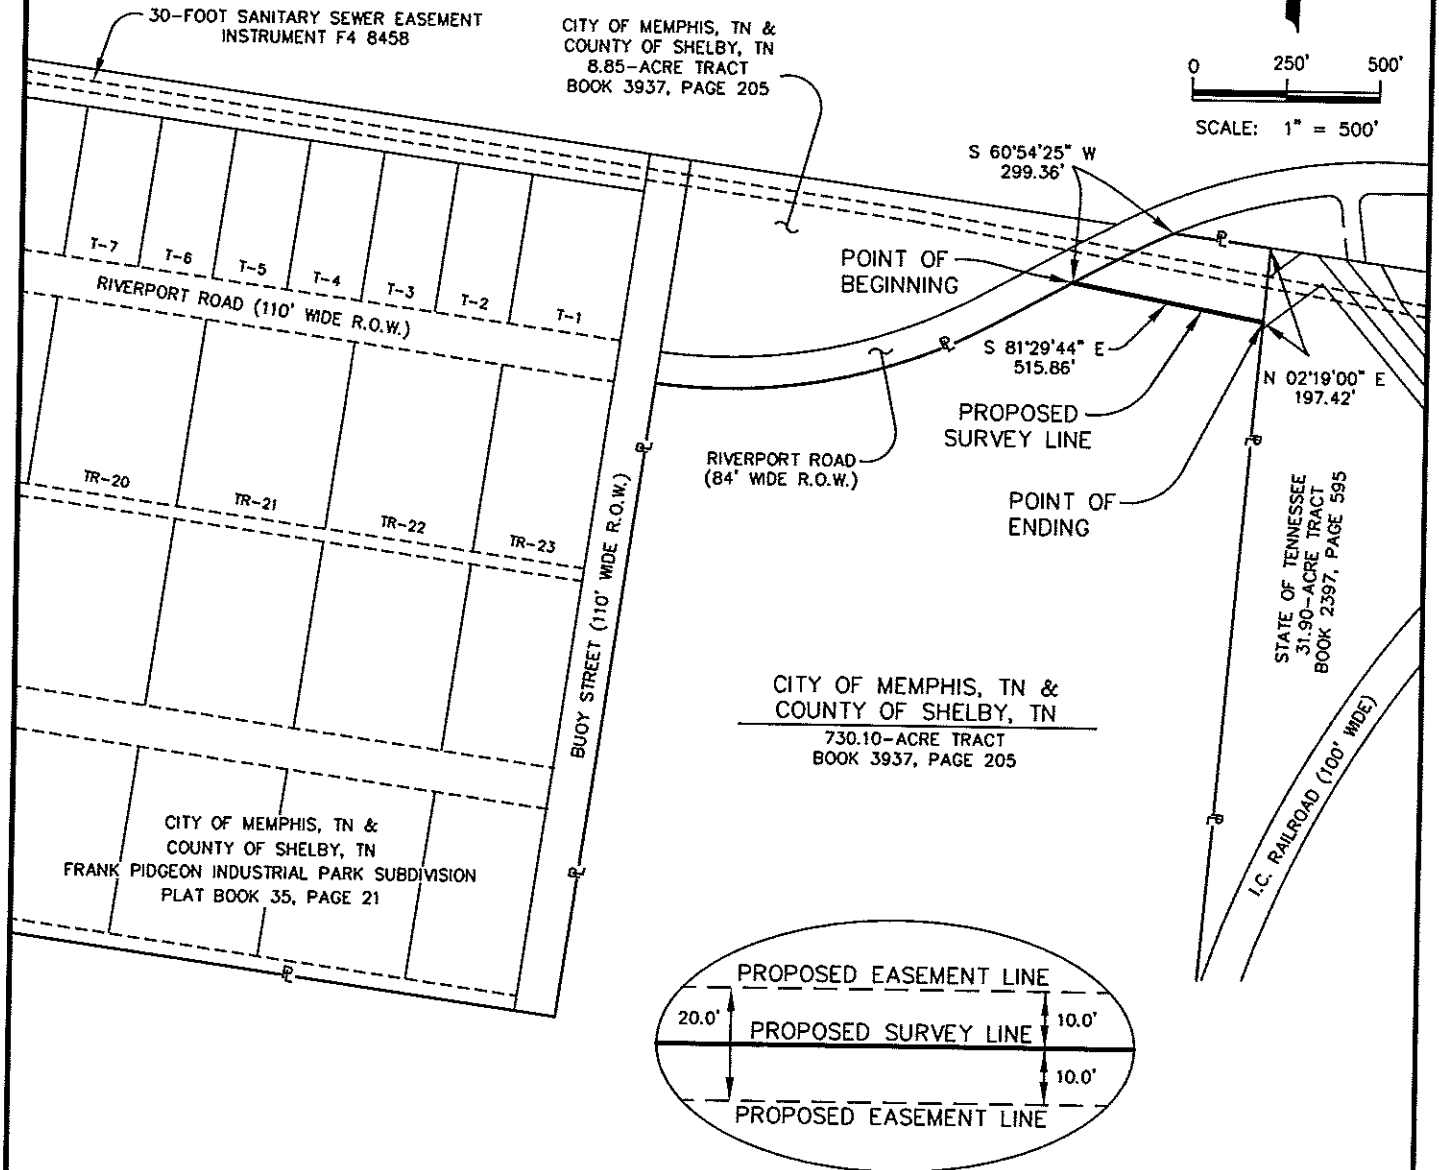 30-FOOT SANITARY SEWER EASEMENT
INSTRUMENT F4 8458
CITY OF MEMPHIS, TN &
COUNTY OF SHELBY, TN
8.85-ACRE TRACT
BOOK 3937, PAGE 205
0 250' 500'
SCALE: 1" = 500'
S 60°54'25" W
299.36'
POINT OF
BEGINNING
S 81°29'44" E
515.86'
N 02°19'00" E
197.42'
PROPOSED
SURVEY LINE
POINT OF
ENDING
RIVERPORT ROAD
(84' WIDE R.O.W.)
T-7
T-6
T-5
T-4
T-3
T-2
T-1
RIVERPORT ROAD (110' WIDE R.O.W.)
TR-20
TR-21
TR-22
TR-23
BUOY STREET (110' WIDE R.O.W.)
STATE OF TENNESSEE
31.90-ACRE TRACT
BOOK 2397, PAGE 595
I.C. RAILROAD (100' WIDE)
CITY OF MEMPHIS, TN &
COUNTY OF SHELBY, TN
730.10-ACRE TRACT
BOOK 3937, PAGE 205
CITY OF MEMPHIS, TN &
COUNTY OF SHELBY, TN
FRANK PIDGEON INDUSTRIAL PARK SUBDIVISION
PLAT BOOK 35, PAGE 21
PL
PL
PL
PL
PL
PL
PL
PROPOSED EASEMENT LINE
20.0'
10.0'
PROPOSED SURVEY LINE
10.0'
PROPOSED EASEMENT LINE